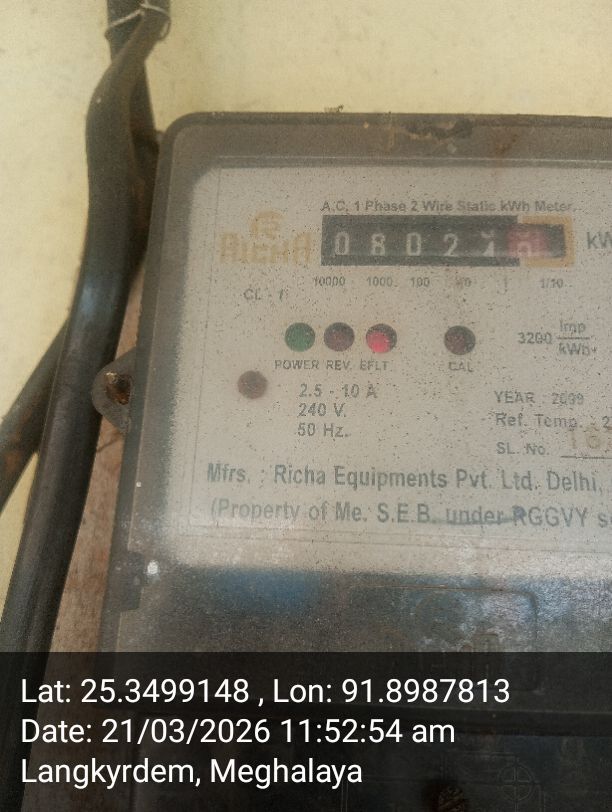 A.C. 1 Phase 2 Wire Static kWh Meter
RICHA
0 8 0 2
10000 1000 100 10 1 1/10
CL - 1
3200 Imp
kWh
POWER REV. EFLT CAL
2.5 - 10 A
240 V.
50 Hz.
YEAR
Ref. Temp.
SL. No.
Mfrs. : Richa Equipments Pvt. Ltd. Delhi,
(Property of Me. S.E.B. under RGGVY
Lat: 25.3499148 , Lon: 91.8987813
Date: 21/03/2026 11:52:54 am
Langkyrdem, Meghalaya